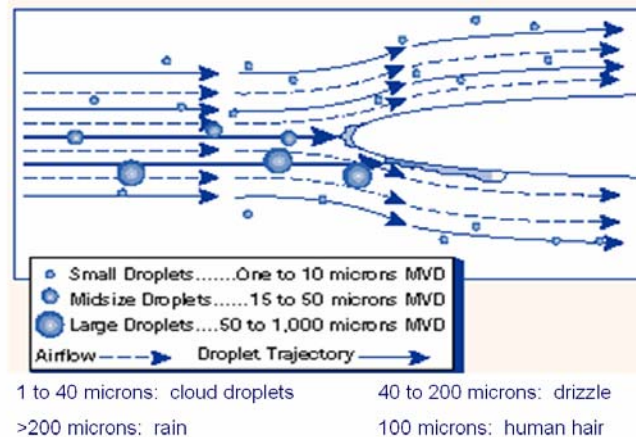 Small Droplets.......One to 10 microns MVD
Midsize Droplets......15 to 50 microns MVD
Large Droplets....50 to 1,000 microns MVD
Airflow Droplet Trajectory
1 to 40 microns: cloud droplets 40 to 200 microns: drizzle
>200 microns: rain 100 microns: human hair